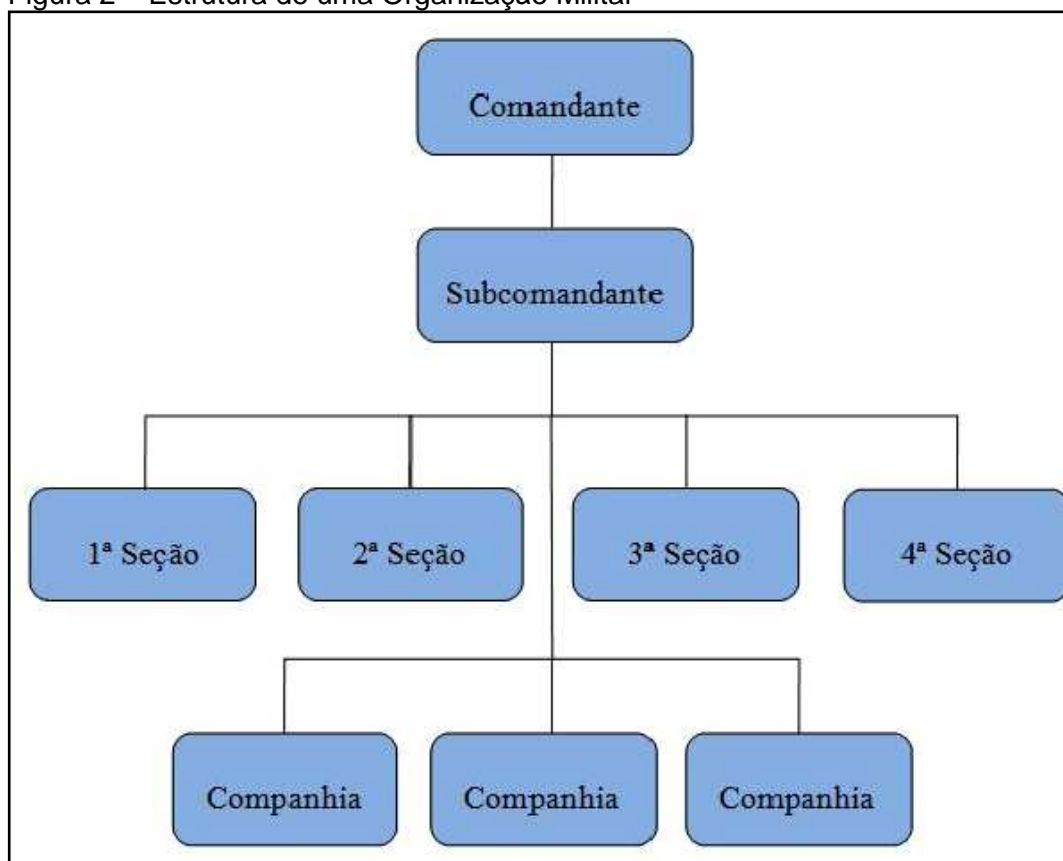 Figura 2 – Estrutura de uma Organização Militar
Comandante
Subcomandante
1ª Seção
2ª Seção
3ª Seção
4ª Seção
Companhia
Companhia
Companhia